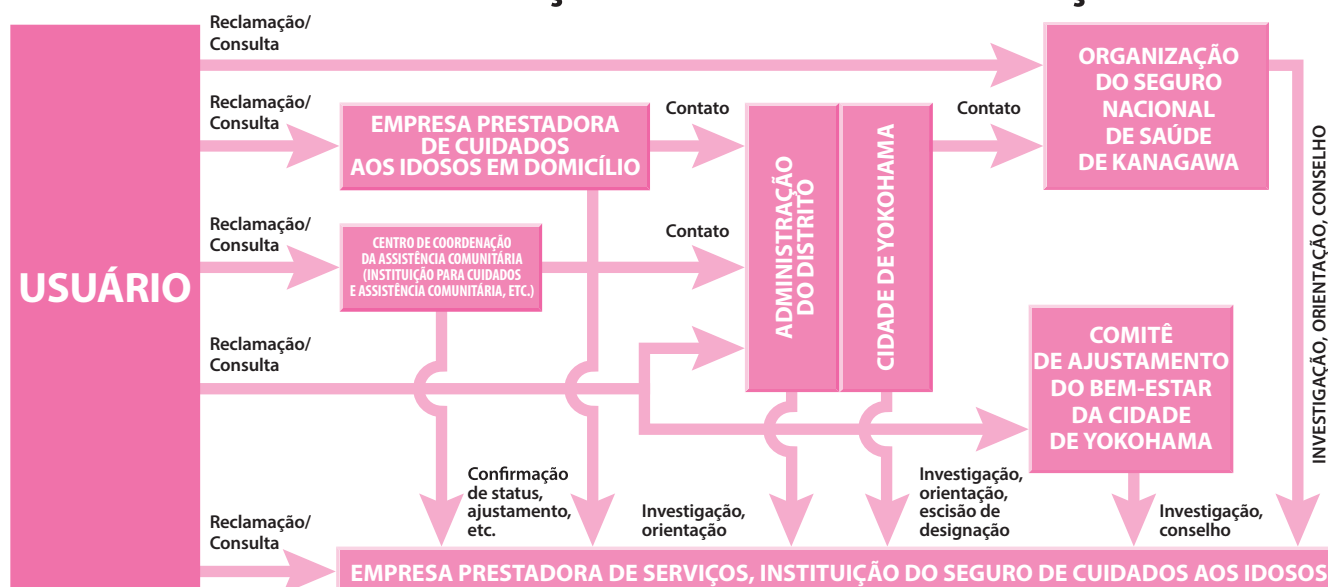 Reclamação/
Consulta
ORGANIZAÇÃO
DO SEGURO
NACIONAL
DE SAÚDE
DE KANAGAWA
Reclamação/
Consulta
EMPRESA PRESTADORA
DE CUIDADOS
AOS IDOSOS EM DOMICÍLIO
Contato
ADMINISTRAÇÃO
DO DISTRITO
CIDADE DE YOKOHAMA
Contato
INVESTIGAÇÃO, ORIENTAÇÃO, CONSELHO
USUÁRIO
Reclamação/
Consulta
CENTRO DE COORDENAÇÃO
DA ASSISTÊNCIA COMUNITÁRIA
(INSTITUIÇÃO PARA CUIDADOS
E ASSISTÊNCIA COMUNITÁRIA, ETC.)
Contato
Reclamação/
Consulta
COMITÊ
DE AJUSTAMENTO
DO BEM-ESTAR
DA CIDADE
DE YOKOHAMA
Confirmação
de status,
ajustamento,
etc.
Investigação,
orientação
Investigação,
orientação,
escisão de
designação
Investigação,
conselho
Reclamação/
Consulta
EMPRESA PRESTADORA DE SERVIÇOS, INSTITUIÇÃO DO SEGURO DE CUIDADOS AOS IDOSOS